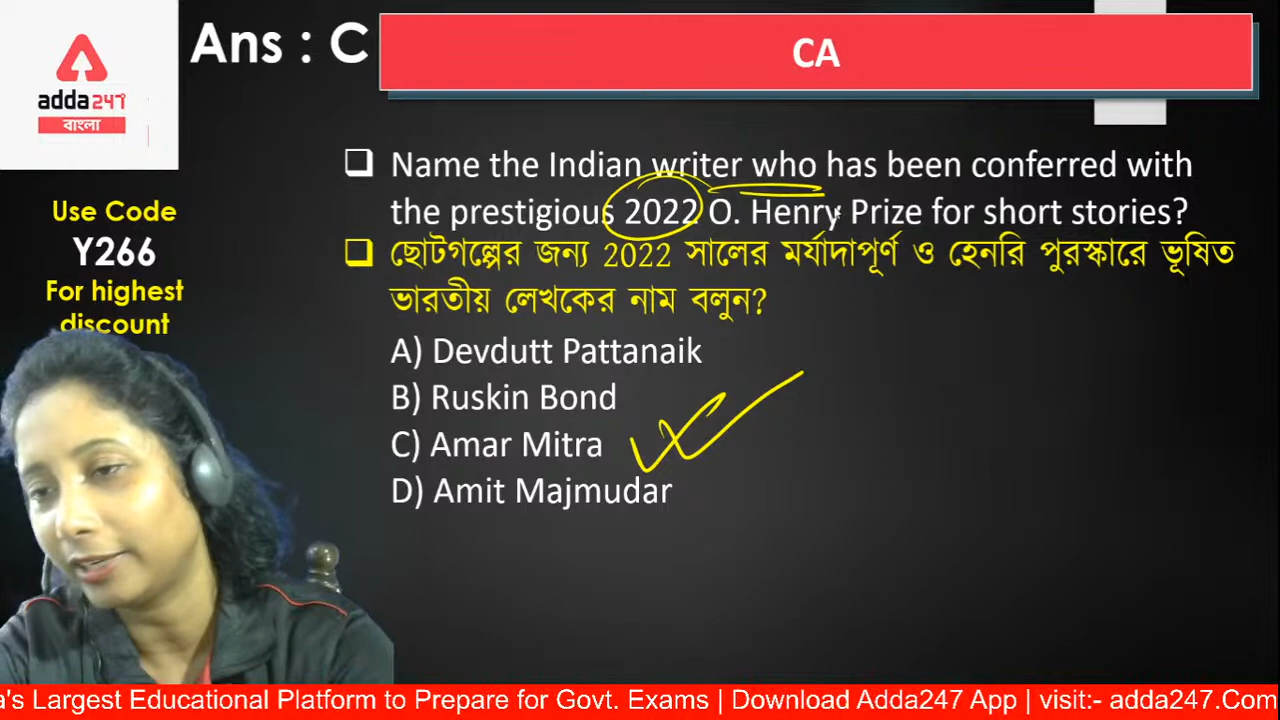 Ans : C
CA
adda247
বাংলা
Use Code
Y266
For highest
discount
Name the Indian writer who has been conferred with
the prestigious 2022 O. Henry Prize for short stories?
ছোটগল্পের জন্য 2022 সালের মর্যাদাপূর্ণ ও হেনরি পুরস্কারে ভূষিত
ভারতীয় লেখকের নাম বলুন?
A) Devdutt Pattanaik
B) Ruskin Bond
C) Amar Mitra
D) Amit Majmudar
a's Largest Educational Platform to Prepare for Govt. Exams | Download Adda247 App | visit:- adda247.Com